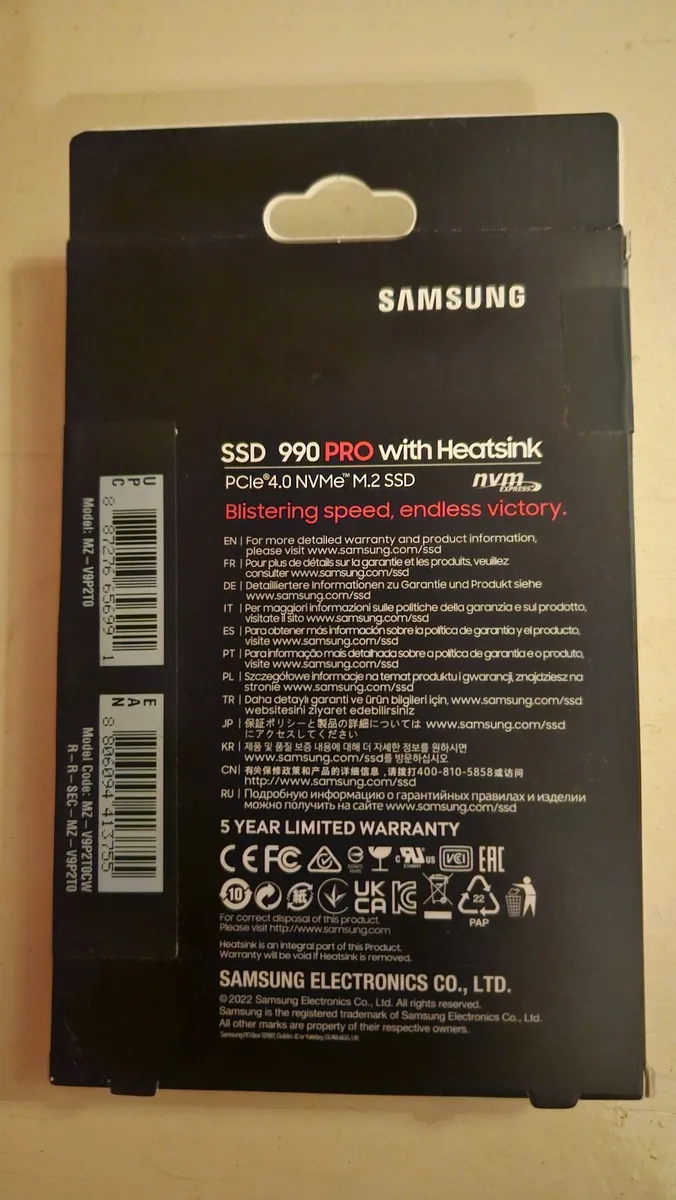 SAMSUNG
SSD 990 PRO with Heatsink
PCIe®4.0 NVMe™ M.2 SSD
nvm
EXPRESS
Blistering speed, endless victory.
EN | For more detailed warranty and product information,
please visit www.samsung.com/ssd
FR | Pour plus de détails sur la garantie et les produits, veuillez
consulter www.samsung.com/ssd
DE | Detailliertere Informationen zu Garantie und Produkt siehe
www.samsung.com/ssd
IT | Per maggiori informazioni sulle politiche della garanzia e sul prodotto,
visitate il sito www.samsung.com/ssd
ES | Para obtener más información sobre la política de garantía y el producto,
visite www.samsung.com/ssd
PT | Para informação mais detalhada sobre a política de garantia e o produto,
visite www.samsung.com/ssd
PL | Szczegółowe informacje na temat produktu i gwarancji, znajdziesz na
stronie www.samsung.com/ssd
TR | Daha detaylı garanti ve ürün bilgileri için, www.samsung.com/ssd
websitesini ziyaret edebilirsiniz
JP | 保証ポリシーと製品の詳細については www.samsung.com/ssd
にアクセスしてください
KR | 제품 및 품질 보증 내용에 대해 더 자세한 정보를 원하시면
www.samsung.com/ssd를 방문하십시오
CN | 有关保修政策和产品的详细信息,请拨打400-810-5858或访问
http://www.samsung.com/ssd
RU | Подробную информацию о гарантийных правилах и изделии
можно получить на сайте www.samsung.com/ssd
5 YEAR LIMITED WARRANTY
CE FC c US VCI EAC
10 紙 UK CA 22
PAP
For correct disposal of this product.
Please visit http://www.samsung.com
Heatsink is an integral part of this Product.
Warranty will be void if Heatsink is removed.
SAMSUNG ELECTRONICS CO., LTD.
©2022 Samsung Electronics Co., Ltd. All rights reserved.
Samsung is the registered trademark of Samsung Electronics Co., Ltd.
All other marks are property of their respective owners.
UPC
8 87276 65699 1
Model: MZ-V9P2T0
EAN
8 806094 413755
Model Code: MZ-V9P2T0CW
R-R-SEC-MZ-V9P2T0